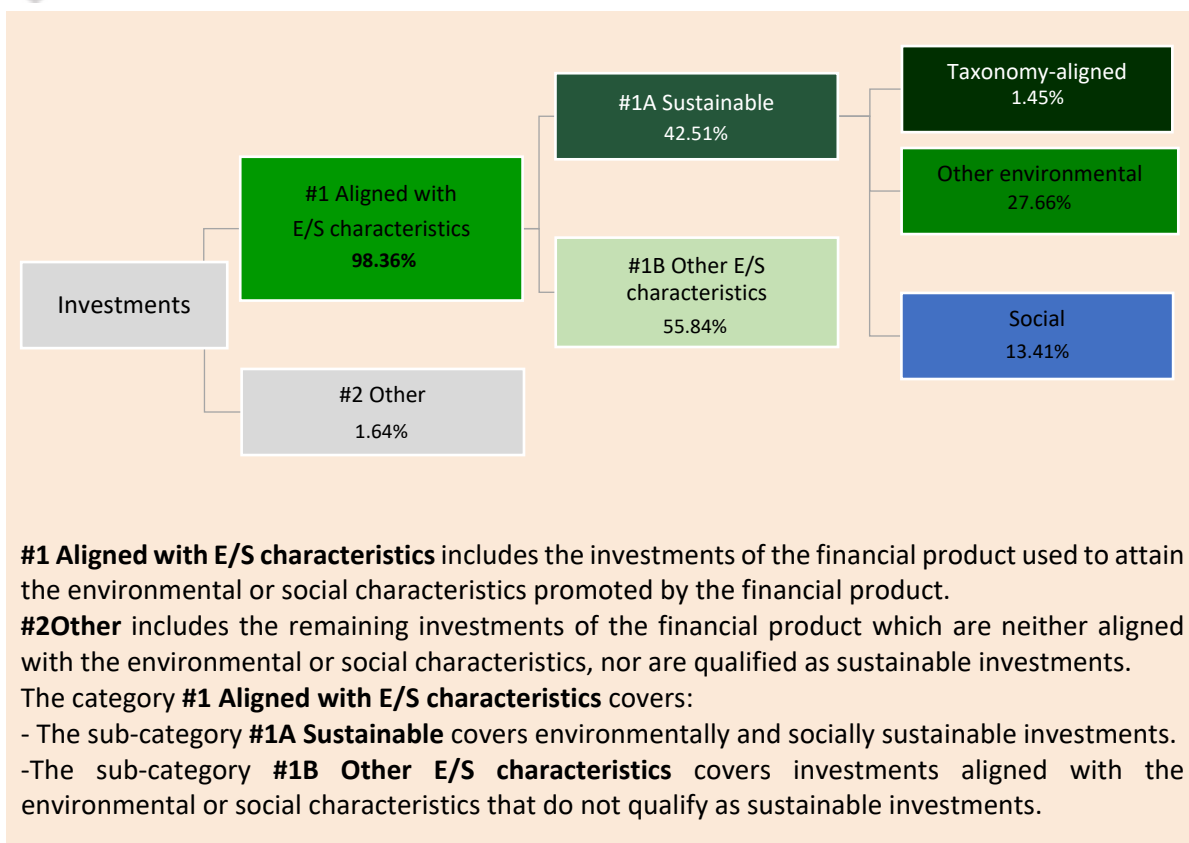 Investments
#1 Aligned with
E/S characteristics
98.36%
#2 Other
1.64%
#1A Sustainable
42.51%
#1B Other E/S
characteristics
55.84%
Taxonomy-aligned
1.45%
Other environmental
27.66%
Social
13.41%
#1 Aligned with E/S characteristics includes the investments of the financial product used to attain
the environmental or social characteristics promoted by the financial product.
#2Other includes the remaining investments of the financial product which are neither aligned
with the environmental or social characteristics, nor are qualified as sustainable investments.
The category #1 Aligned with E/S characteristics covers:
- The sub-category #1A Sustainable covers environmentally and socially sustainable investments.
-The sub-category #1B Other E/S characteristics covers investments aligned with the
environmental or social characteristics that do not qualify as sustainable investments.